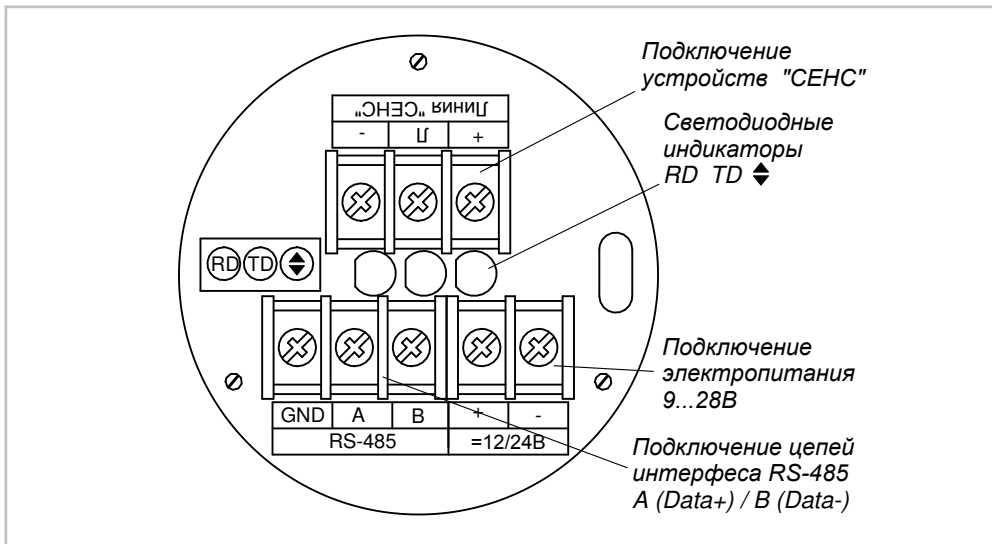 Подключение
устройств "СЕНС"
Линия "СЕНС"
- Л +
Светодиодные
индикаторы
RD TD
RD TD
Подключение
электропитания
9...28В
GND A B + -
RS-485 =12/24В
Подключение цепей
интерфеса RS-485
A (Data+) / B (Data-)